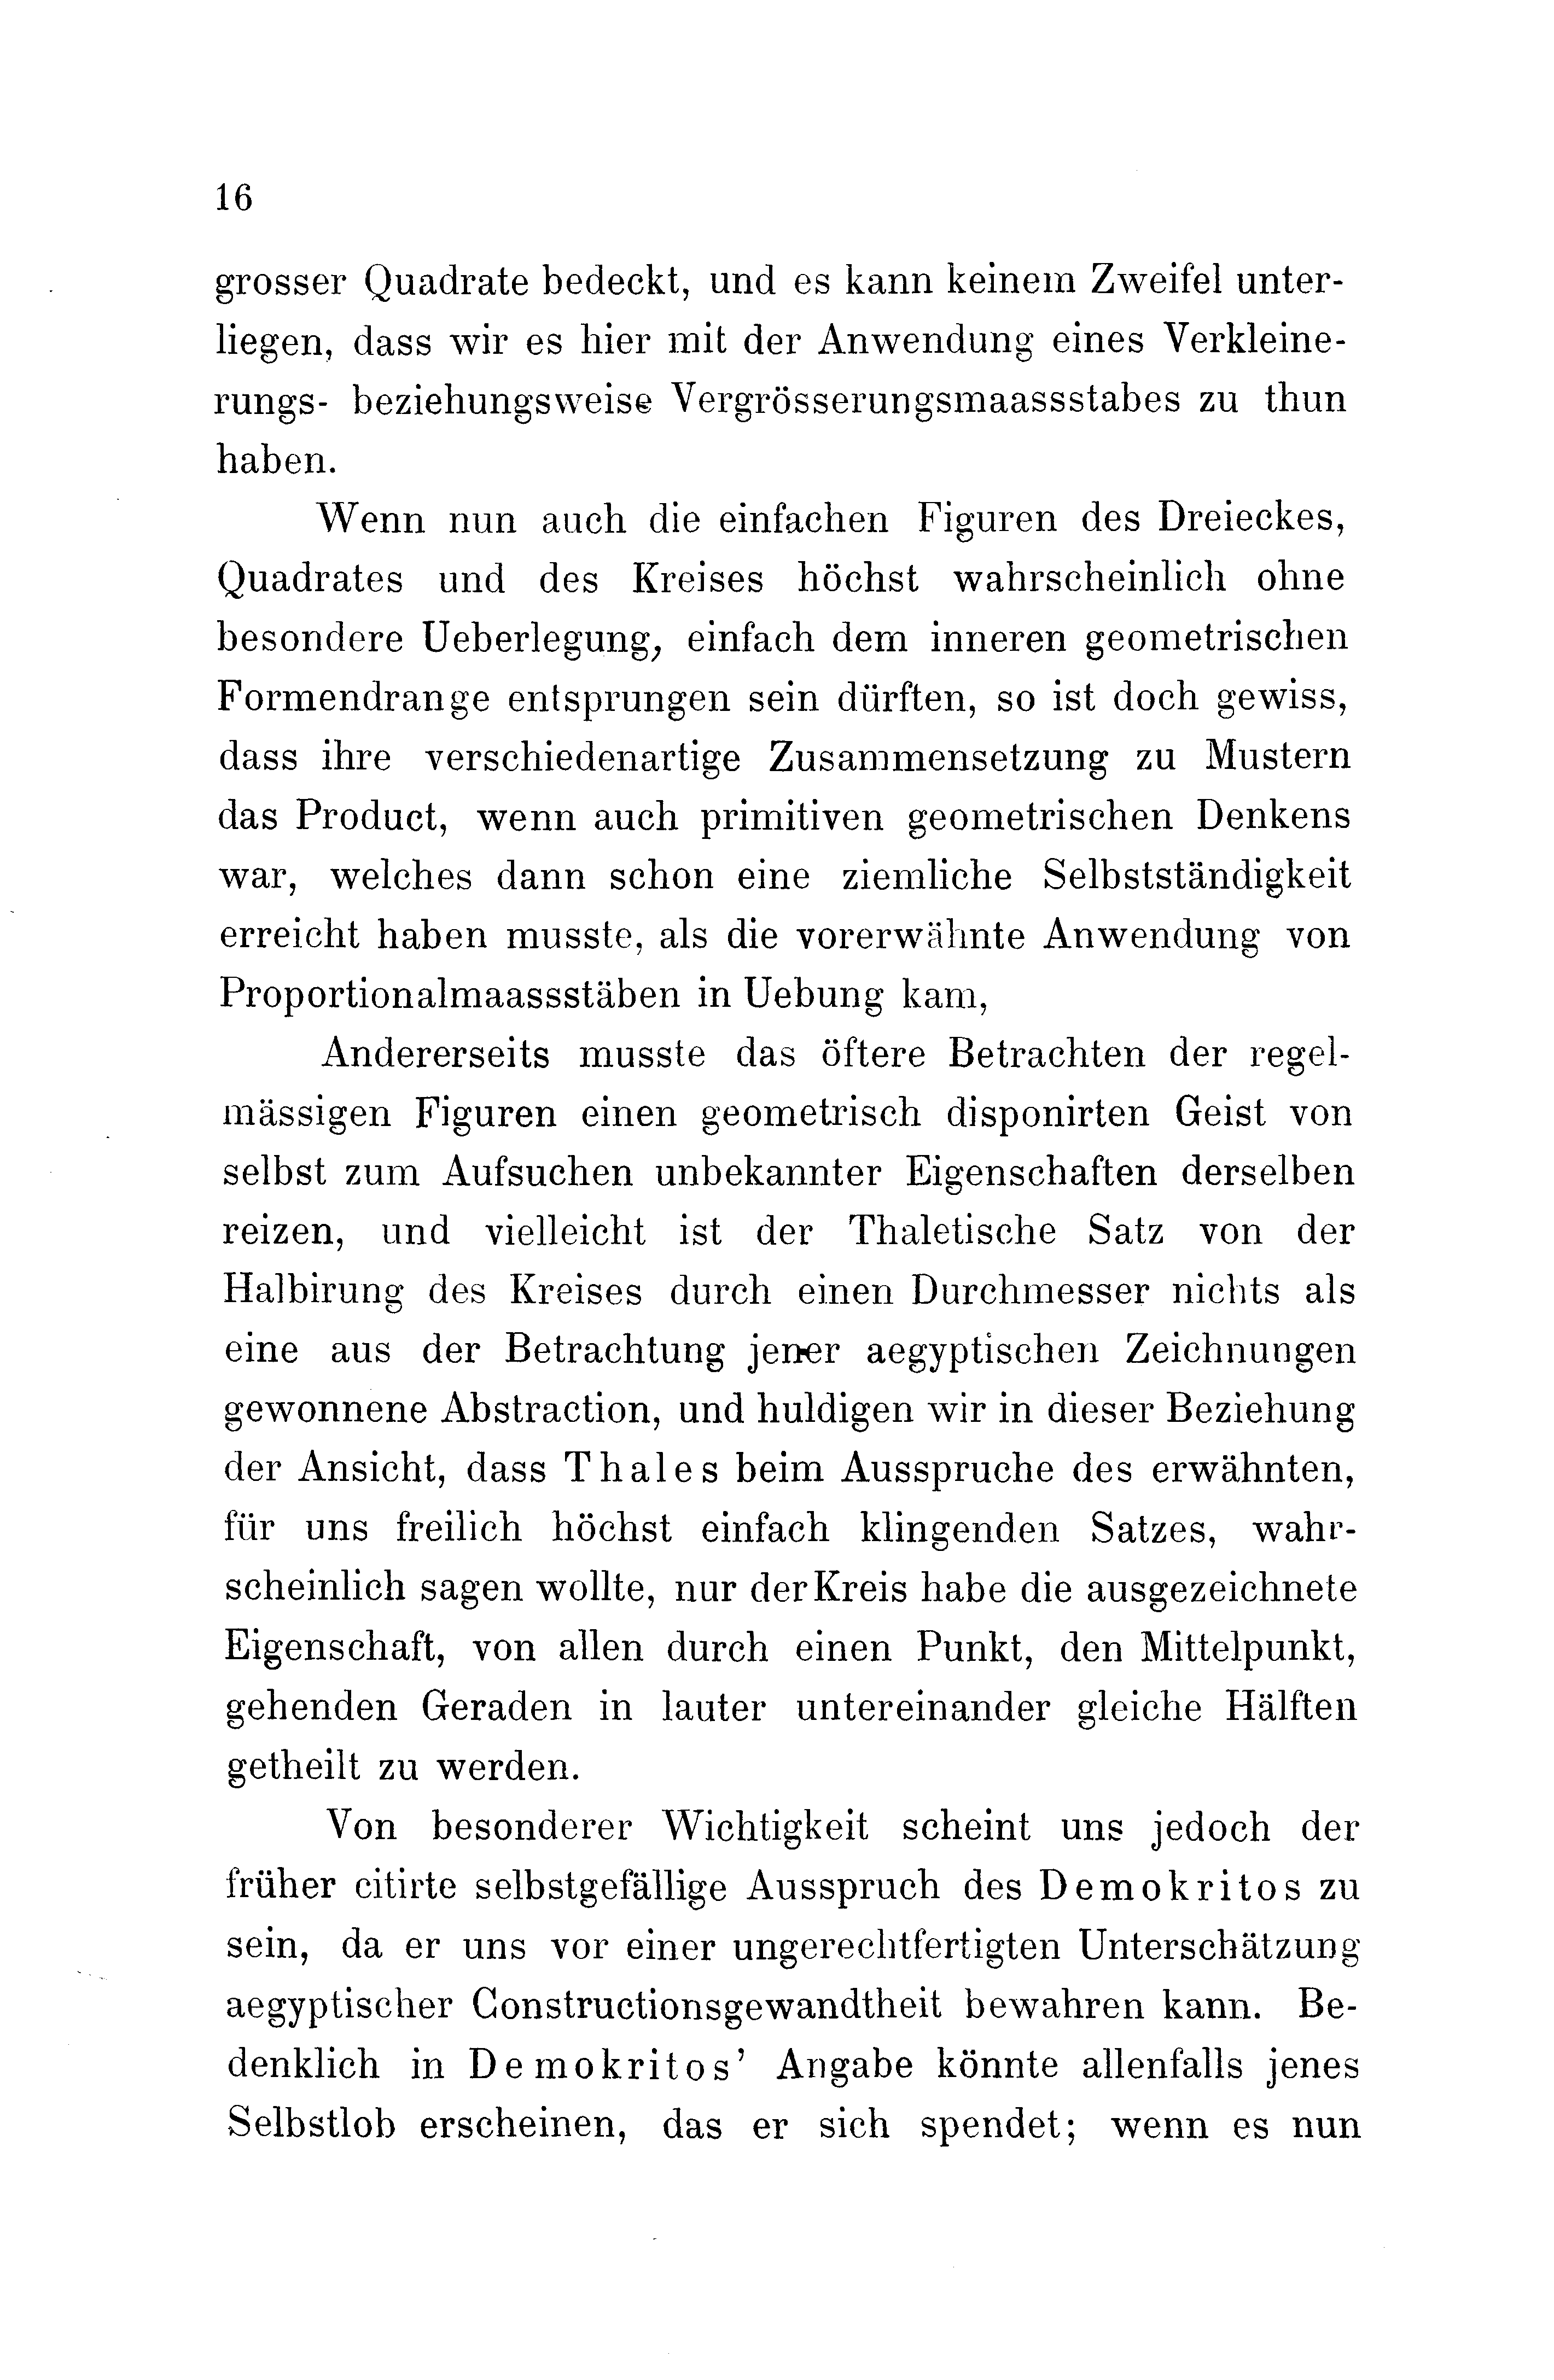 16
grosser Quadrate bedeckt, und es kann keinem Zweifel unter-
liegen, dass wir es hier mit der Anwendung eines Verkleine-
rungs- beziehungsweise Vergrösserungsmaassstabes zu thun
haben.
Wenn nun auch die einfachen Figuren des Dreieckes,
Quadrates und des Kreises höchst wahrscheinlich ohne
besondere Ueberlegung, einfach dem inneren geometrischen
Formendrange entsprungen sein dürften, so ist doch gewiss,
dass ihre verschiedenartige Zusammensetzung zu Mustern
das Product, wenn auch primitiven geometrischen Denkens
war, welches dann schon eine ziemliche Selbstständigkeit
erreicht haben musste, als die vorerwähnte Anwendung von
Proportionalmaassstäben in Uebung kam,
Andererseits musste das öftere Betrachten der regel-
mässigen Figuren einen geometrisch disponirten Geist von
selbst zum Aufsuchen unbekannter Eigenschaften derselben
reizen, und vielleicht ist der Thaletische Satz von der
Halbirung des Kreises durch einen Durchmesser nichts als
eine aus der Betrachtung jener aegyptischen Zeichnungen
gewonnene Abstraction, und huldigen wir in dieser Beziehung
der Ansicht, dass Thales beim Ausspruche des erwähnten,
für uns freilich höchst einfach klingenden Satzes, wahr-
scheinlich sagen wollte, nur der Kreis habe die ausgezeichnete
Eigenschaft, von allen durch einen Punkt, den Mittelpunkt,
gehenden Geraden in lauter untereinander gleiche Hälften
getheilt zu werden.
Von besonderer Wichtigkeit scheint uns jedoch der
früher citirte selbstgefällige Ausspruch des Demokritos zu
sein, da er uns vor einer ungerechtfertigten Unterschätzung
aegyptischer Constructionsgewandtheit bewahren kann. Be-
denklich in Demokritos' Angabe könnte allenfalls jenes
Selbstlob erscheinen, das er sich spendet; wenn es nun